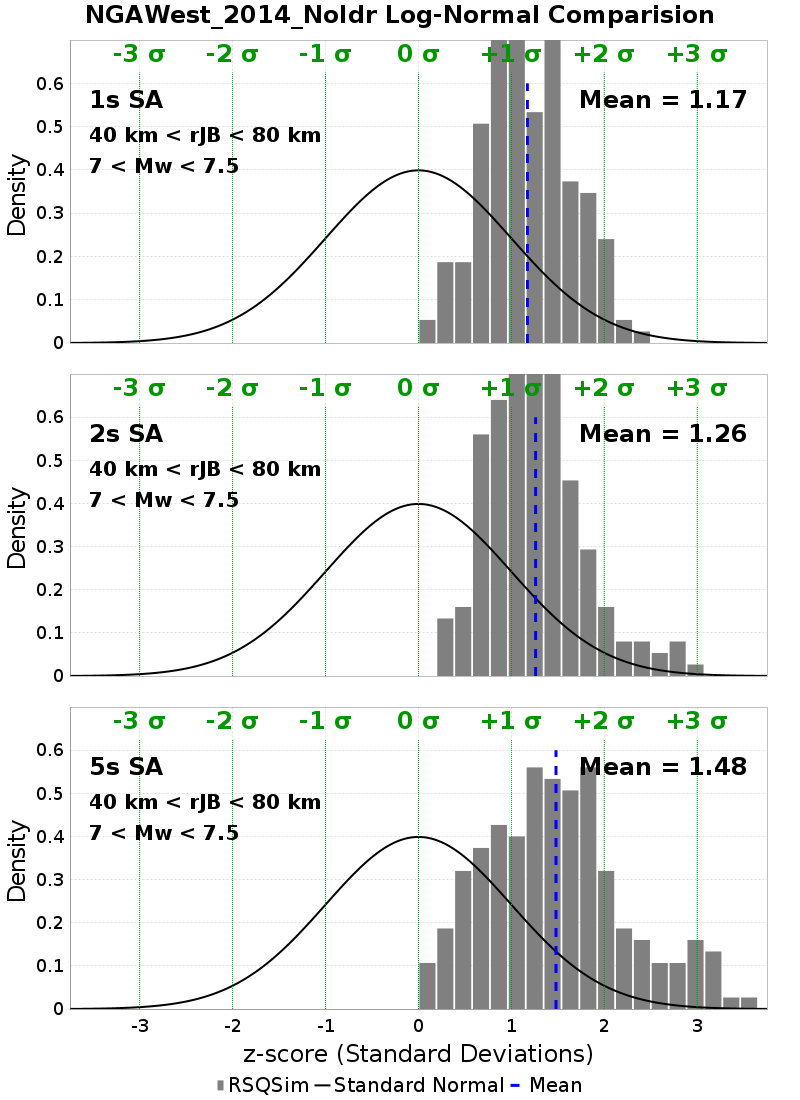 NGAWest_2014_NoIdr Log-Normal Comparision
-3 σ -2 σ -1 σ 0 σ +1 σ +2 σ +3 σ
1s SA
Mean = 1.17
40 km < rJB < 80 km
7 < Mw < 7.5
Density
0.6
0.5
0.4
0.3
0.2
0.1
0
-3 σ -2 σ -1 σ 0 σ +1 σ +2 σ +3 σ
2s SA
Mean = 1.26
40 km < rJB < 80 km
7 < Mw < 7.5
Density
0.6
0.5
0.4
0.3
0.2
0.1
0
-3 σ -2 σ -1 σ 0 σ +1 σ +2 σ +3 σ
5s SA
Mean = 1.48
40 km < rJB < 80 km
7 < Mw < 7.5
Density
0.6
0.5
0.4
0.3
0.2
0.1
0
-3 -2 -1 0 1 2 3
z-score (Standard Deviations)
RSQSim Standard Normal Mean